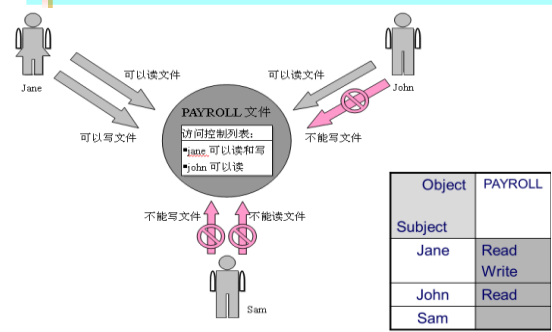 Jane
John
可以读文件
可以读文件
可以写文件
不能写文件
PAYROLL 文件
访问控制列表:
▪jane 可以读和写
▪john 可以读
不能写文件
不能读文件
Sam
Object
PAYROLL
Subject
Jane
Read
Write
John
Read
Sam